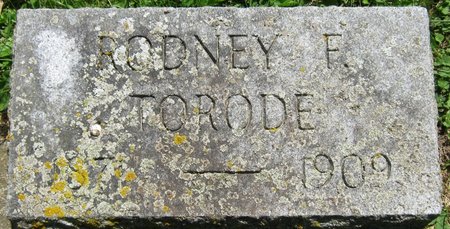 RODNEY F.
TORODE
— 1909